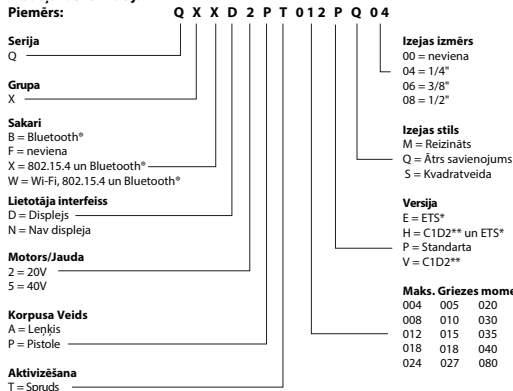 Piemērs: Q X X D 2 P T 0 1 2 P Q 0 4
Serija
Q
Grupa
X
Sakari
B = Bluetooth®
F = neviena
X = 802.15.4 un Bluetooth®
W = Wi-Fi, 802.15.4 un Bluetooth®
Lietotāja interfeiss
D = Displejs
N = Nav displeja
Motors/Jauda
2 = 20V
5 = 40V
Korpusa Veids
A = Leņķis
P = Pistole
Aktivizēšana
T = Sprūds
Izejas izmērs
00 = neviena
04 = 1/4"
06 = 3/8"
08 = 1/2"
Izejas stils
M = Reizināts
Q = Ātrs savienojums
S = Kvadratveida
Versija
E = ETS*
H = C1D2** un ETS*
P = Standarta
V = C1D2**
Maks. Griezes mome
004 005 020
008 010 030
012 015 035
018 018 040
024 027 080